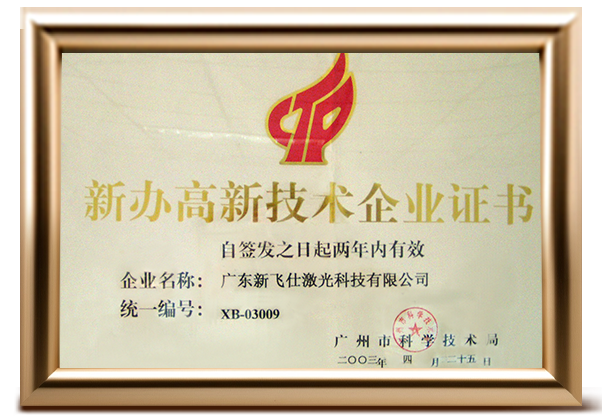 CTP
新办高新技术企业证书
自签发之日起两年内有效
企业名称： 广东新飞仕激光科技有限公司
统一编号： XB-03009
广州市科学技术局
二〇〇三年 四 月二十五日